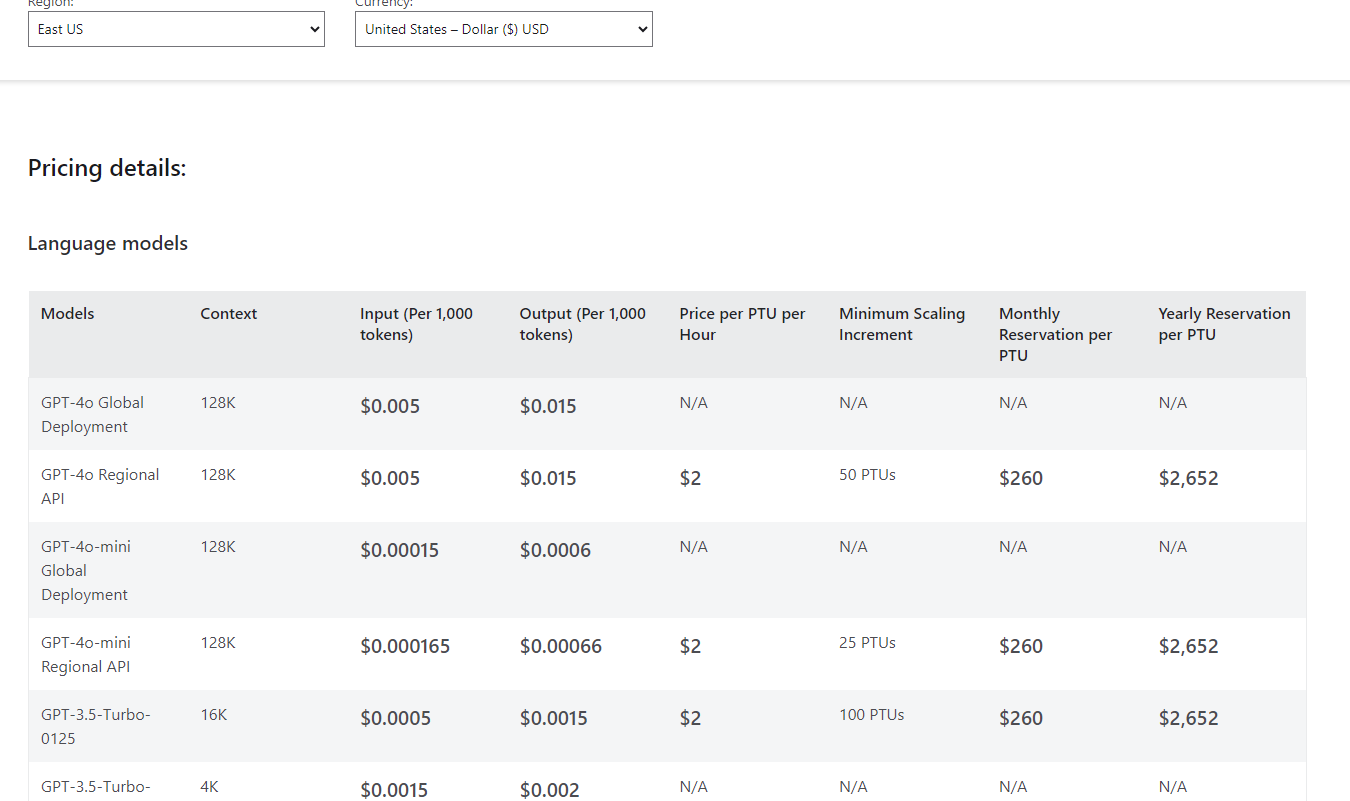 Region:
Currency:
East US
United States – Dollar ($) USD
Pricing details:
Language models
Models
Context
Input (Per 1,000
tokens)
Output (Per 1,000
tokens)
Price per PTU per
Hour
Minimum Scaling
Increment
Monthly
Reservation per
PTU
Yearly Reservation
per PTU
GPT-4o Global
Deployment
128K
$0.005
$0.015
N/A
N/A
N/A
N/A
GPT-4o Regional
API
128K
$0.005
$0.015
$2
50 PTUs
$260
$2,652
GPT-4o-mini
Global
Deployment
128K
$0.00015
$0.0006
N/A
N/A
N/A
N/A
GPT-4o-mini
Regional API
128K
$0.000165
$0.00066
$2
25 PTUs
$260
$2,652
GPT-3.5-Turbo-
0125
16K
$0.0005
$0.0015
$2
100 PTUs
$260
$2,652
GPT-3.5-Turbo-
4K
$0.0015
$0.002
N/A
N/A
N/A
N/A